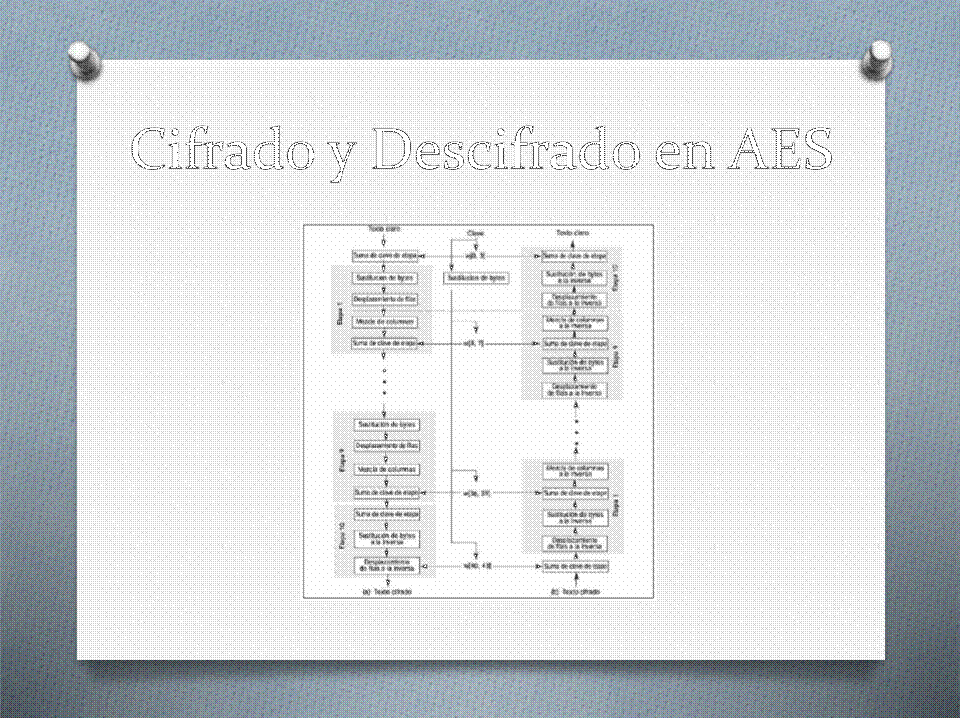 Cifrado y Descifrado en AES
Texto claro
Suma de clave de etapa
Sustitución de bytes
Desplazamiento de filas
Mezcla de columnas
Suma de clave de etapa
Etapa 1
Sustitución de bytes
Desplazamiento de filas
Mezcla de columnas
Suma de clave de etapa
Etapa 9
Suma de clave de etapa
Sustitución de bytes
a la inversa
Desplazamiento
de filas a la inversa
Etapa 10
(a) Texto cifrado
Clave
Sustitución de bytes
w[4, 7]
w[36, 39]
w[40, 43]
Texto claro
Suma de clave de etapa
Sustitución de bytes
a la inversa
Desplazamiento
de filas a la inversa
Etapa 10
Mezcla de columnas
a la inversa
Suma de clave de etapa
Sustitución de bytes
a la inversa
Desplazamiento
de filas a la inversa
Etapa 9
Mezcla de columnas
a la inversa
Suma de clave de etapa
Sustitución de bytes
a la inversa
Desplazamiento
de filas a la inversa
Etapa 1
Suma de clave de etapa
Texto cifrado